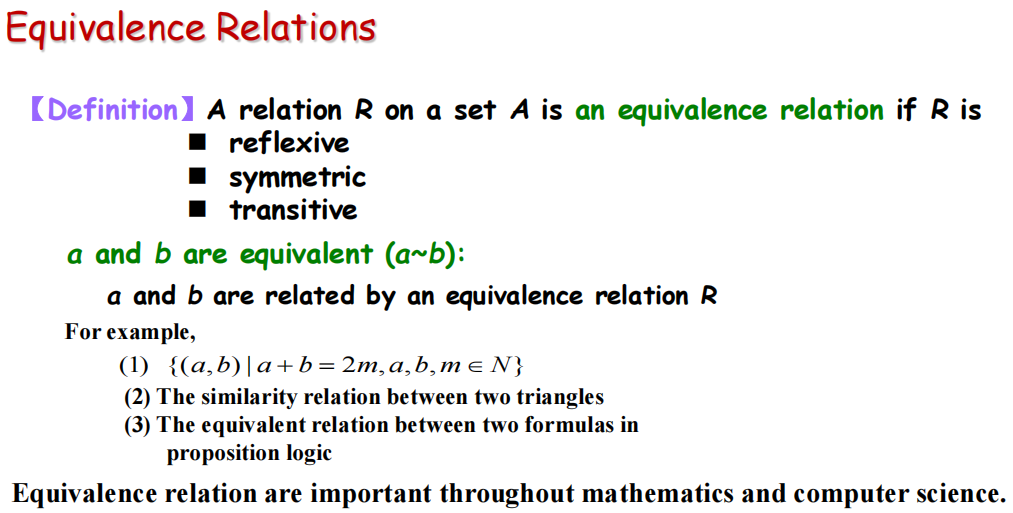 Equivalence Relations
【Definition】A relation R on a set A is an equivalence relation if R is
■ reflexive
■ symmetric
■ transitive
a and b are equivalent (a~b):
a and b are related by an equivalence relation R
For example,
(1) {(a,b) | a + b = 2m, a, b, m ∈ N}
(2) The similarity relation between two triangles
(3) The equivalent relation between two formulas in
proposition logic
Equivalence relation are important throughout mathematics and computer science.